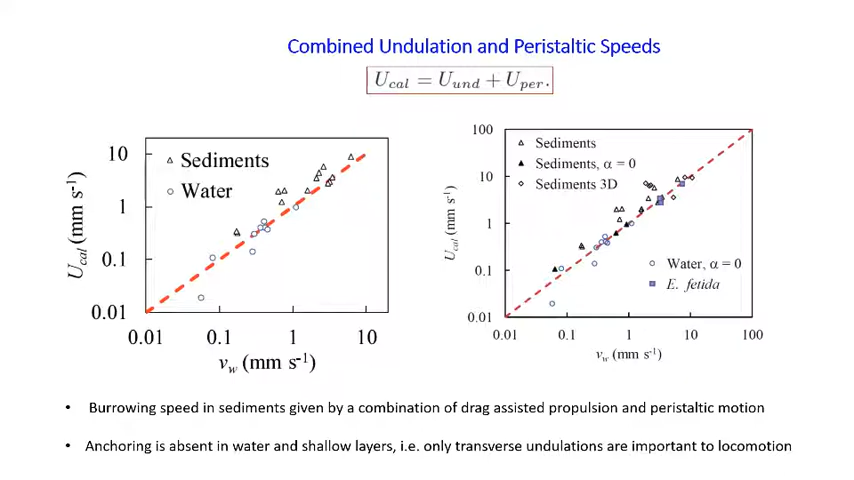 Combined Undulation and Peristaltic Speeds
U_cal = U_und + U_per.
10
1
0.1
0.01
U_cal (mm s⁻¹)
Sediments
Water
0.01 0.1 1 10
v_w (mm s⁻¹)
100
10
1
0.1
0.01
U_cal (mm s⁻¹)
Sediments
Sediments, α = 0
Sediments 3D
Water, α = 0
E. fetida
0.01 0.1 1 10 100
v_w (mm s⁻¹)
• Burrowing speed in sediments given by a combination of drag assisted propulsion and peristaltic motion
• Anchoring is absent in water and shallow layers, i.e. only transverse undulations are important to locomotion